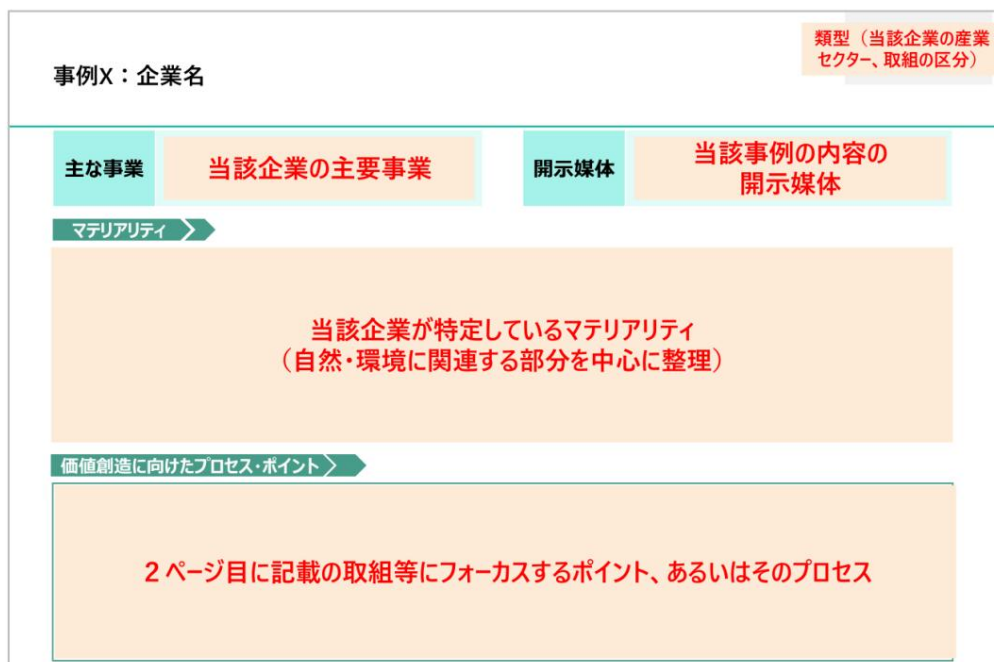 類型（当該企業の産業
セクター、取組の区分）
事例X：企業名
主な事業
当該企業の主要事業
開示媒体
当該事例の内容の
開示媒体
マテリアリティ
当該企業が特定しているマテリアリティ
（自然・環境に関連する部分を中心に整理）
価値創造に向けたプロセス・ポイント
２ページ目に記載の取組等にフォーカスするポイント、あるいはそのプロセス